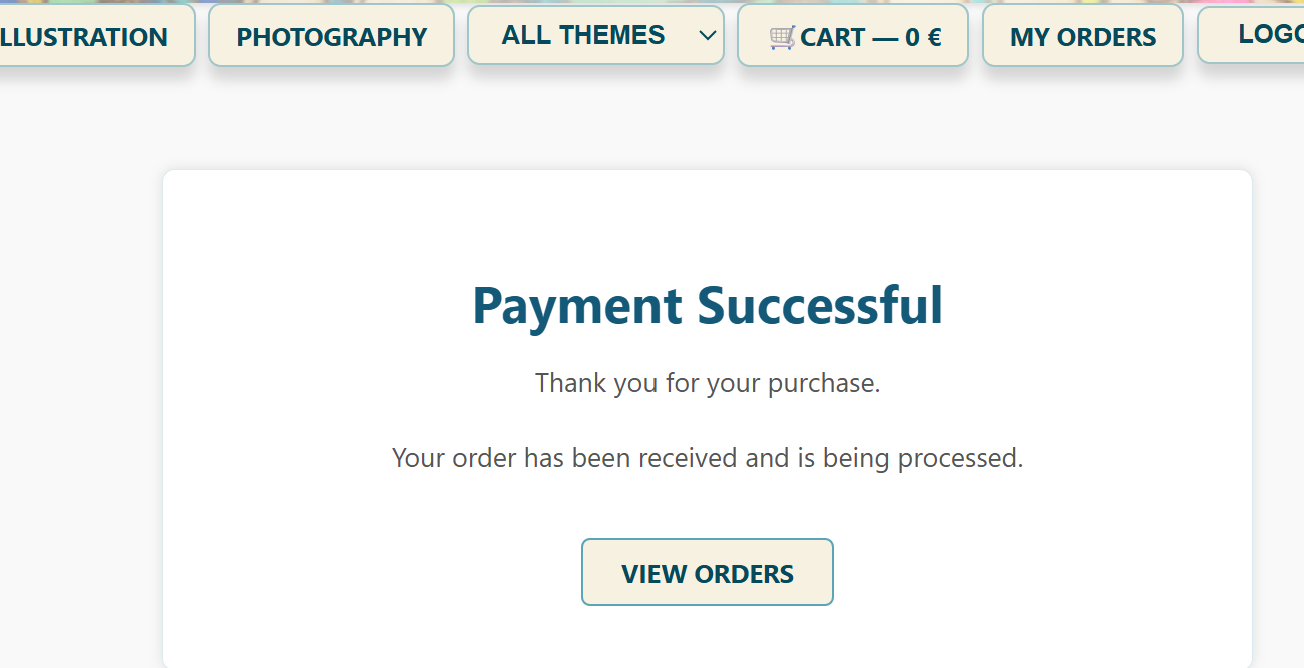 LLUSTRATION
PHOTOGRAPHY
ALL THEMES
CART — 0 €
MY ORDERS
LOGO
Payment Successful
Thank you for your purchase.
Your order has been received and is being processed.
VIEW ORDERS